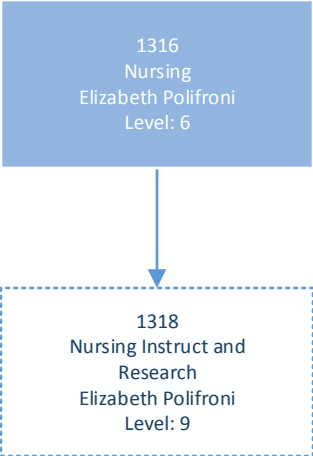 1316
Nursing
Elizabeth Polifroni
Level: 6
1318
Nursing Instruct and
Research
Elizabeth Polifroni
Level: 9